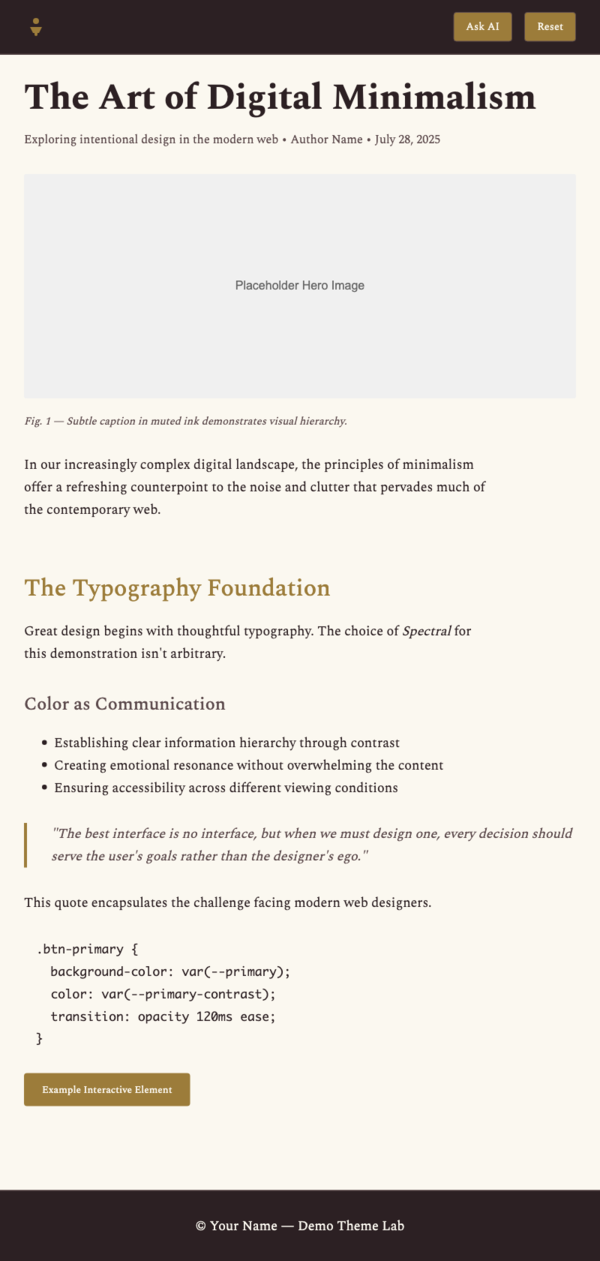 Ask AI
Reset
The Art of Digital Minimalism
Exploring intentional design in the modern web • Author Name • July 28, 2025
Placeholder Hero Image
Fig. 1 — Subtle caption in muted ink demonstrates visual hierarchy.
In our increasingly complex digital landscape, the principles of minimalism
offer a refreshing counterpoint to the noise and clutter that pervades much of
the contemporary web.
The Typography Foundation
Great design begins with thoughtful typography. The choice of Spectral for
this demonstration isn't arbitrary.
Color as Communication
• Establishing clear information hierarchy through contrast
• Creating emotional resonance without overwhelming the content
• Ensuring accessibility across different viewing conditions
"The best interface is no interface, but when we must design one, every decision should
serve the user's goals rather than the designer's ego."
This quote encapsulates the challenge facing modern web designers.
.btn-primary {
  background-color: var(--primary);
  color: var(--primary-contrast);
  transition: opacity 120ms ease;
}
Example Interactive Element
© Your Name — Demo Theme Lab